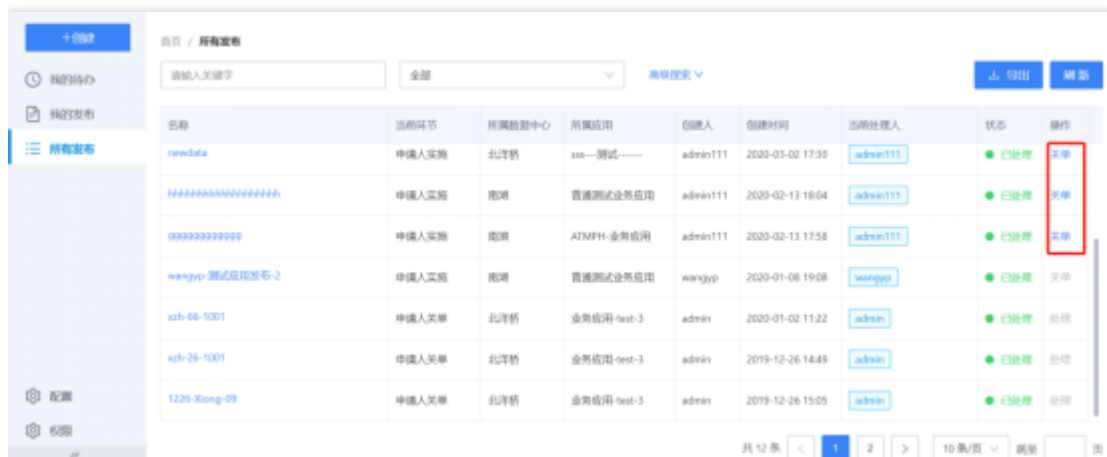 +创建
首页 / 所有发布
我的待办
请输入关键字 全部 高级搜索 导出 刷新
我的发布
名称 当前环节 所属数据中心 所属应用 创建人 创建时间 当前处理人 状态 操作
所有发布
newdata 申请人实施 北洋桥 sss---测试------ admin111 2020-03-02 17:30 admin111 已处理 关单
申请人实施 南湖 普通测试业务应用 admin111 2020-02-13 18:04 admin111 已处理 关单
申请人实施 南湖 ATMPH-业务应用 admin111 2020-02-13 17:58 admin111 已处理 关单
wangyp-测试应用发布-2 申请人实施 南湖 普通测试业务应用 wangyp 2020-01-08 19:08 wangyp 已处理 关单
xzh-66-1001 申请人关单 北洋桥 业务应用-test-3 admin 2020-01-02 11:22 admin 已处理 处理
xzh-26-1001 申请人关单 北洋桥 业务应用-test-3 admin 2019-12-26 14:49 admin 已处理 处理
配置
1226-Xiong-09 申请人关单 北洋桥 业务应用-test-3 admin 2019-12-26 15:05 admin 已处理 处理
权限
共 12 条 < 1 2 > 10 条/页 跳至 页